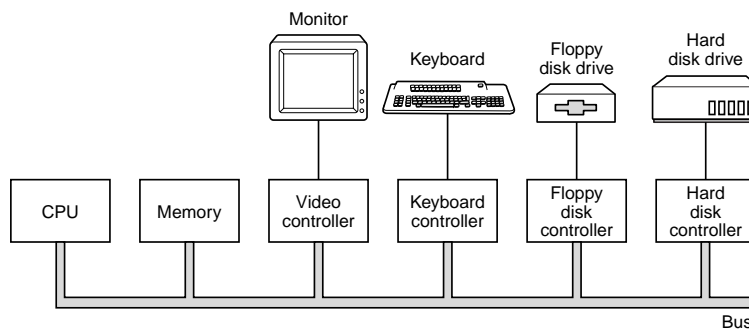 Monitor
Keyboard
Floppy
disk drive
Hard
disk drive
CPU
Memory
Video
controller
Keyboard
controller
Floppy
disk
controller
Hard
disk
controller
Bus